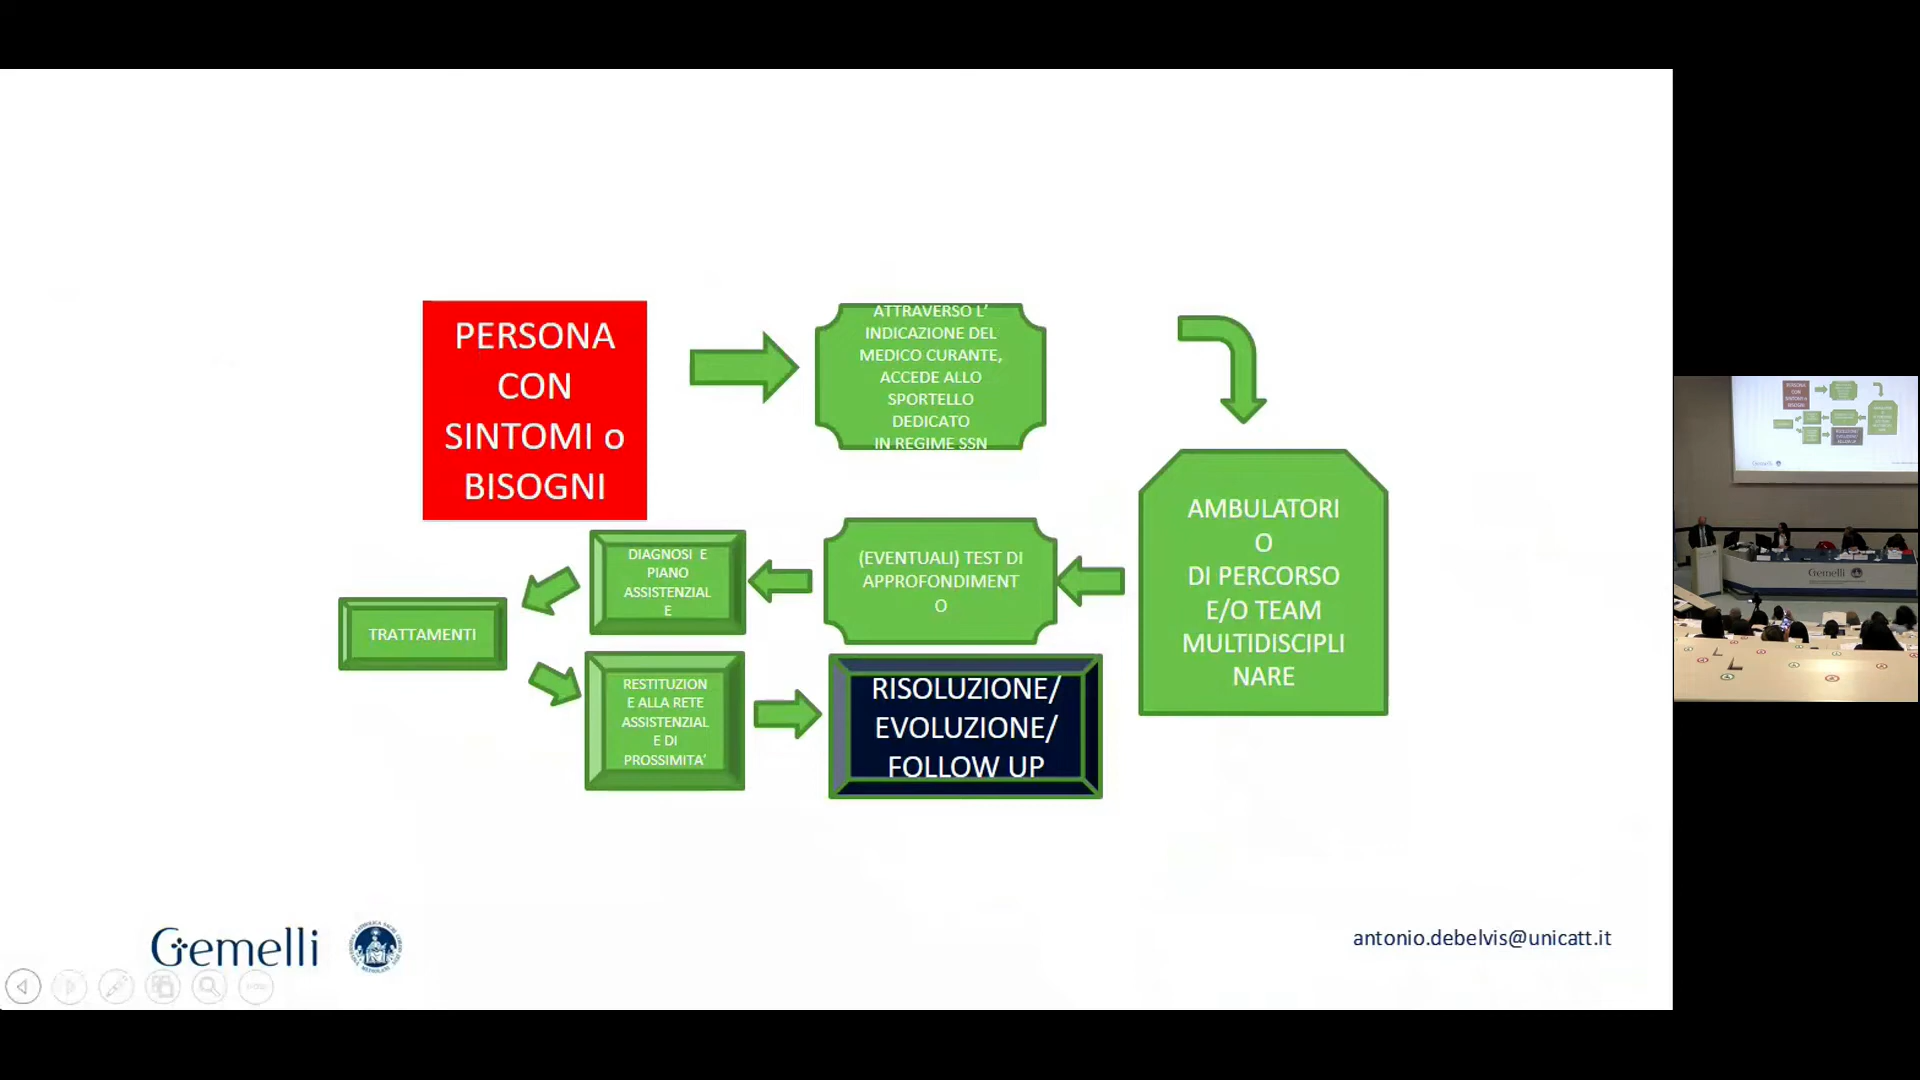 PERSONA
CON
SINTOMI o
BISOGNI
ATTRAVERSO L'
INDICAZIONE DEL
MEDICO CURANTE,
ACCEDE ALLO
SPORTELLO
DEDICATO
IN REGIME SSN
AMBULATORI
O
DI PERCORSO
E/O TEAM
MULTIDISCIPLI
NARE
(EVENTUALI) TEST DI
APPROFONDIMENT
O
DIAGNOSI E
PIANO
ASSISTENZIAL
E
TRATTAMENTI
RESTITUZION
E ALLA RETE
ASSISTENZIAL
E DI
PROSSIMITA'
RISOLUZIONE/
EVOLUZIONE/
FOLLOW UP
Gemelli
antonio.debelvis@unicatt.it
Gemelli